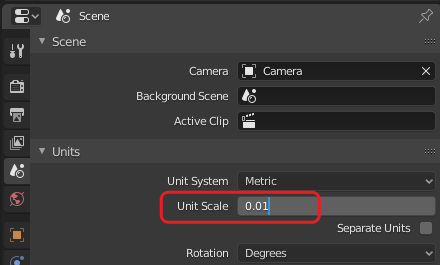 Scene
Scene
Camera Camera
Background Scene
Active Clip
Units
Unit System Metric
Unit Scale 0.01
Separate Units
Rotation Degrees